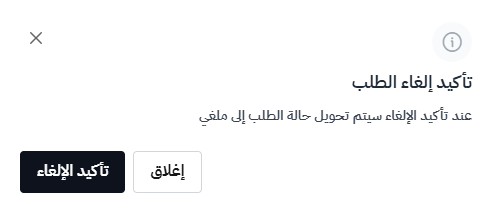 تأكيد إلغاء الطلب
عند تأكيد الإلغاء سيتم تحويل حالة الطلب إلى ملغي
إغلاق
تأكيد الإلغاء